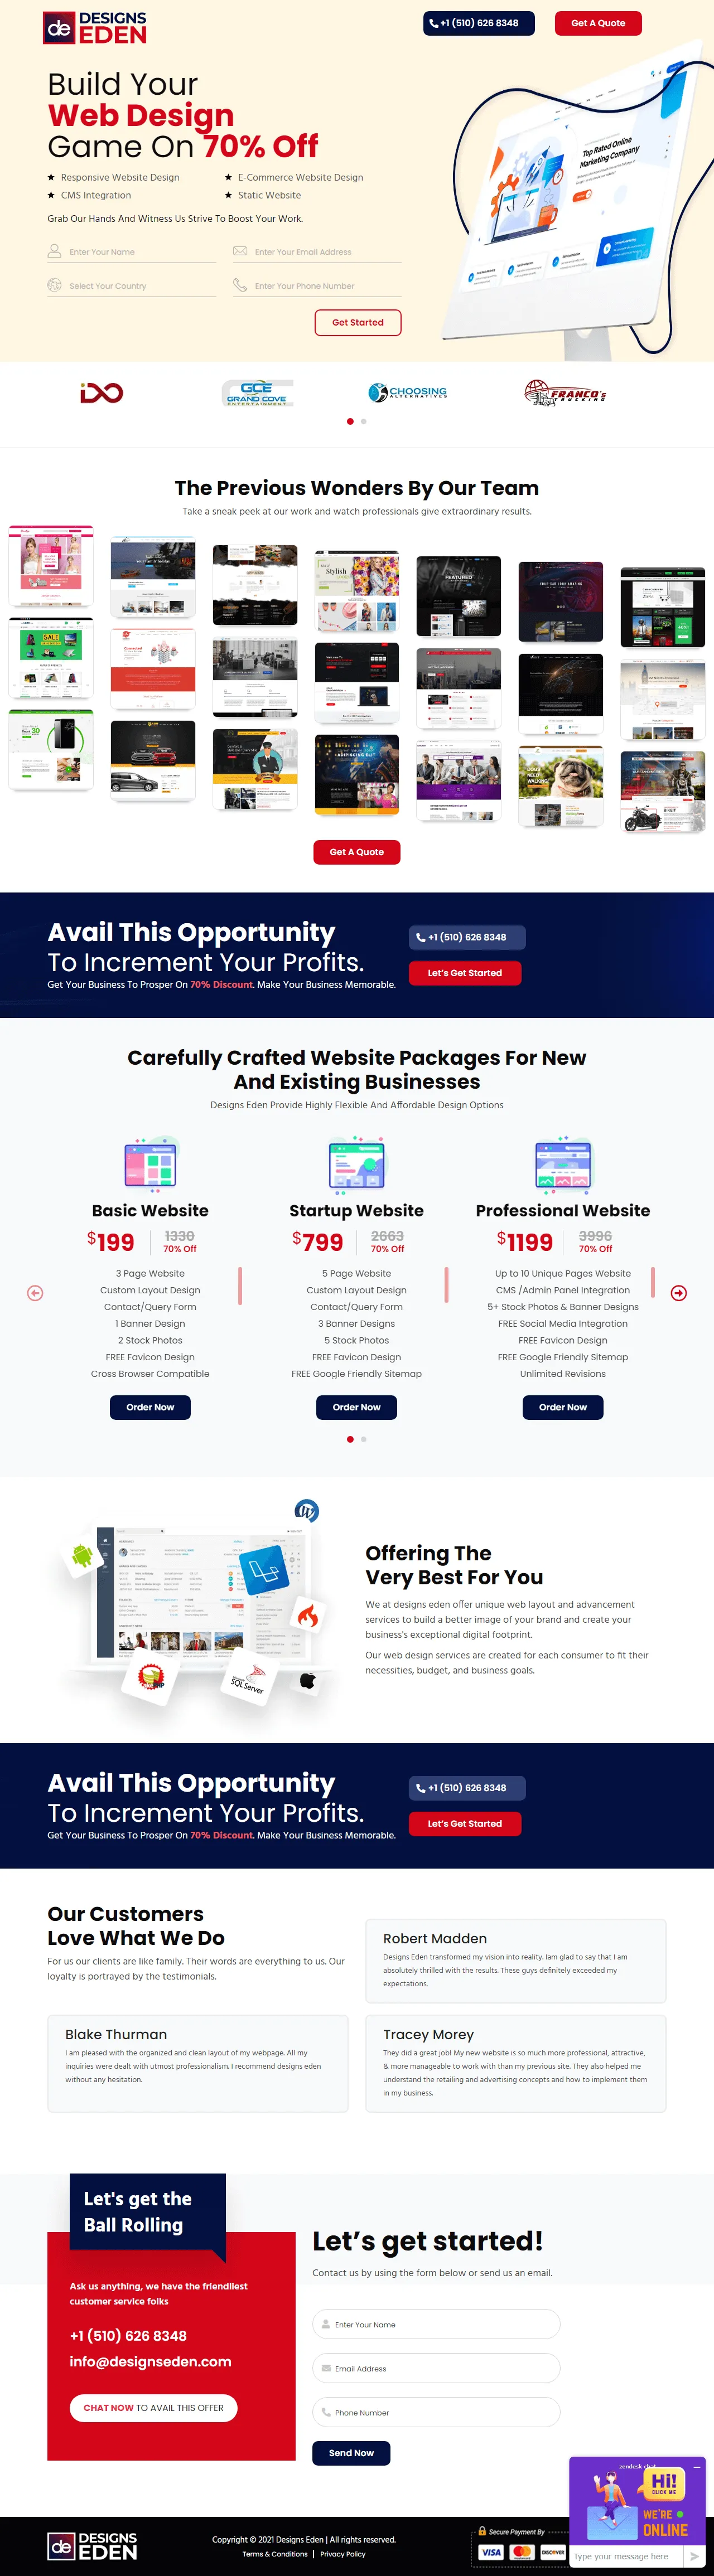 DESIGNS
EDEN
+1 (510) 626 8348
Get A Quote
Build Your
Web Design
Game On 70% Off
Responsive Website Design
E-Commerce Website Design
CMS Integration
Static Website
Grab Our Hands And Witness Us Strive To Boost Your Work.
Enter Your Name
Enter Your Email Address
Select Your Country
Enter Your Phone Number
Get Started
Top Rated Online
Marketing Company
GCE
GRAND COVE
ENTERTAINMENT
CHOOSING
ALTERNATIVES
FRANCO's
TRUCKING
The Previous Wonders By Our Team
Take a sneak peek at our work and watch professionals give extraordinary results.
Get A Quote
Avail This Opportunity
To Increment Your Profits.
Get Your Business To Prosper On 70% Discount. Make Your Business Memorable.
+1 (510) 626 8348
Let's Get Started
Carefully Crafted Website Packages For New
And Existing Businesses
Designs Eden Provide Highly Flexible And Affordable Design Options
Basic Website
$199
1330
70% Off
3 Page Website
Custom Layout Design
Contact/Query Form
1 Banner Design
2 Stock Photos
FREE Favicon Design
Cross Browser Compatible
Order Now
Startup Website
$799
2663
70% Off
5 Page Website
Custom Layout Design
Contact/Query Form
3 Banner Designs
5 Stock Photos
FREE Favicon Design
FREE Google Friendly Sitemap
Order Now
Professional Website
$1199
3996
70% Off
Up to 10 Unique Pages Website
CMS /Admin Panel Integration
5+ Stock Photos & Banner Designs
FREE Social Media Integration
FREE Favicon Design
FREE Google Friendly Sitemap
Unlimited Revisions
Order Now
SQL Server
Offering The
Very Best For You
We at designs eden offer unique web layout and advancement
services to build a better image of your brand and create your
business's exceptional digital footprint.
Our web design services are created for each consumer to fit their
necessities, budget, and business goals.
Avail This Opportunity
To Increment Your Profits.
Get Your Business To Prosper On 70% Discount. Make Your Business Memorable.
+1 (510) 626 8348
Let's Get Started
Our Customers
Love What We Do
For us our clients are like family. Their words are everything to us. Our
loyalty is portrayed by the testimonials.
Robert Madden
Designs Eden transformed my vision into reality. Iam glad to say that I am
absolutely thrilled with the results. These guys definitely exceeded my
expectations.
Blake Thurman
I am pleased with the organized and clean layout of my webpage. All my
inquiries were dealt with utmost professionalism. I recommend designs eden
without any hesitation.
Tracey Morey
They did a great job! My new website is so much more professional, attractive,
& more manageable to work with than my previous site. They also helped me
understand the retailing and advertising concepts and how to implement them
in my business.
Let's get the
Ball Rolling
Ask us anything, we have the friendliest
customer service folks
+1 (510) 626 8348
info@designseden.com
CHAT NOW TO AVAIL THIS OFFER
Let's get started!
Contact us by using the form below or send us an email.
Enter Your Name
Email Address
Phone Number
Send Now
zendesk chat
Hi!
CLICK ME
WE'RE
ONLINE
Type your message here
de
DESIGNS
EDEN
Copyright © 2021 Designs Eden | All rights reserved.
Terms & Conditions | Privacy Policy
Secure Payment By
VISA
MasterCard
DISCOVER